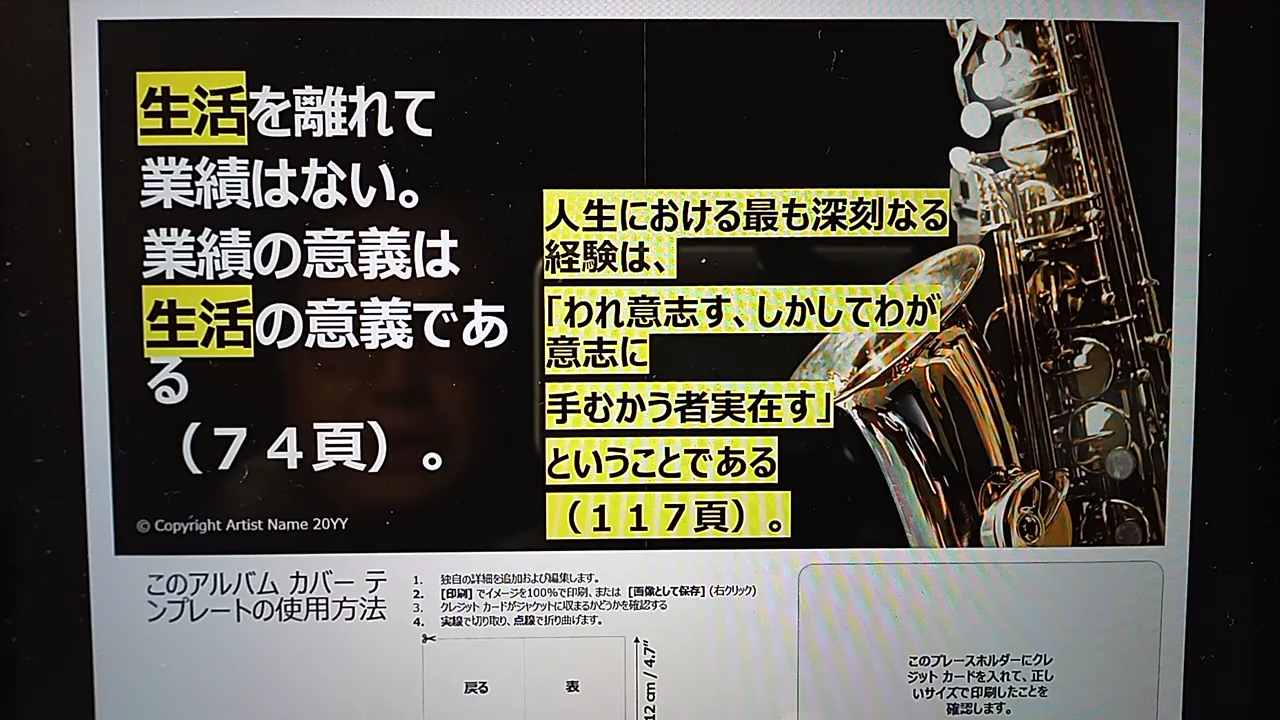 生活を離れて
業績はない。
業績の意義は
生活の意義であ
る
（７４頁）。
© Copyright Artist Name 20YY
人生における最も深刻なる
経験は、
「われ意志す、しかしてわが
意志に
手むかう者実在す」
ということである
（１１７頁）。
このアルバム カバー テ
ンプレートの使用方法
1. 独自の詳細を追加および編集します。
2. [印刷] でイメージを100%で印刷、または [画像として保存] (右クリック)
3. クレジット カードがジャケットに収まるかどうかを確認する
4. 実線で切り取り、点線で折り曲げます。
戻る
表
12 cm / 4.7"
このプレースホルダーにクレ
ジット カードを入れて、正し
いサイズで印刷したことを
確認します。